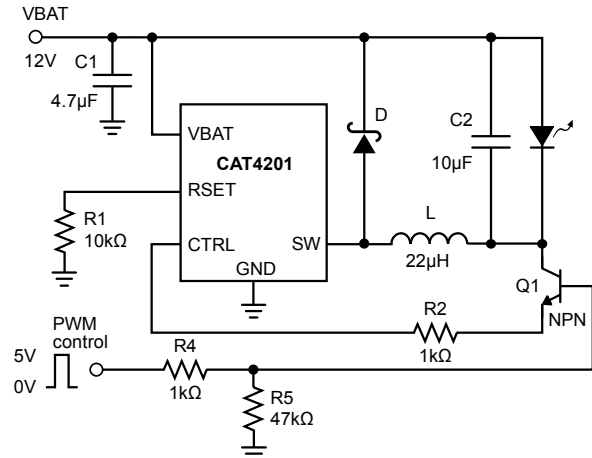 VBAT
12V
C1
4.7µF
D
C2
10µF
VBAT
CAT4201
RSET
CTRL
SW
GND
R1
10kΩ
L
22µH
Q1
NPN
R2
1kΩ
PWM
control
5V
0V
R4
1kΩ
R5
47kΩ